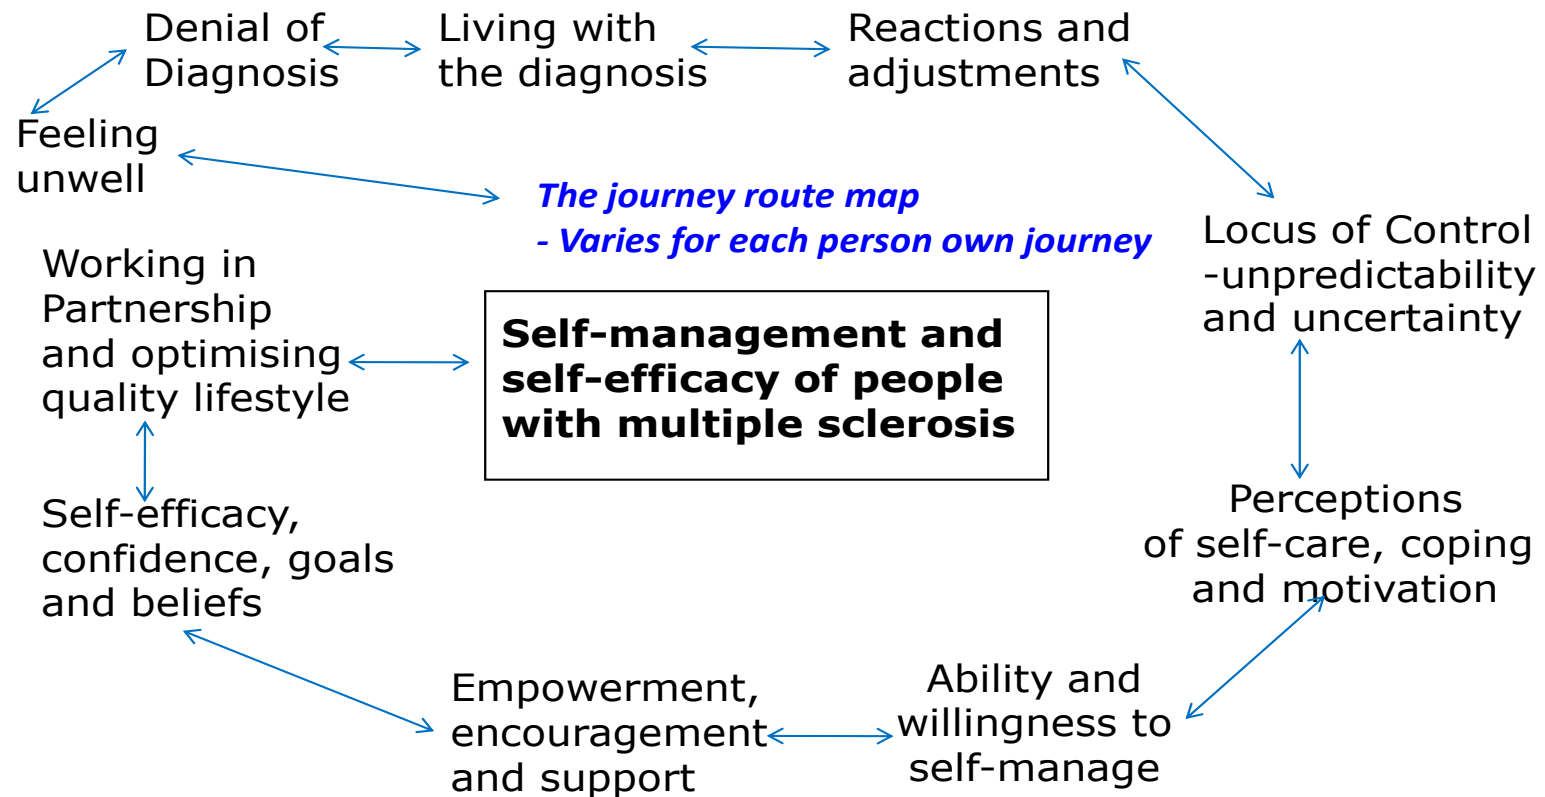 Denial of
Diagnosis
Living with
the diagnosis
Reactions and
adjustments
Feeling
unwell
The journey route map
- Varies for each person own journey
Locus of Control
-unpredictability
and uncertainty
Working in
Partnership
and optimising
quality lifestyle
Self-management and
self-efficacy of people
with multiple sclerosis
Perceptions
of self-care, coping
and motivation
Self-efficacy,
confidence, goals
and beliefs
Empowerment,
encouragement
and support
Ability and
willingness to
self-manage